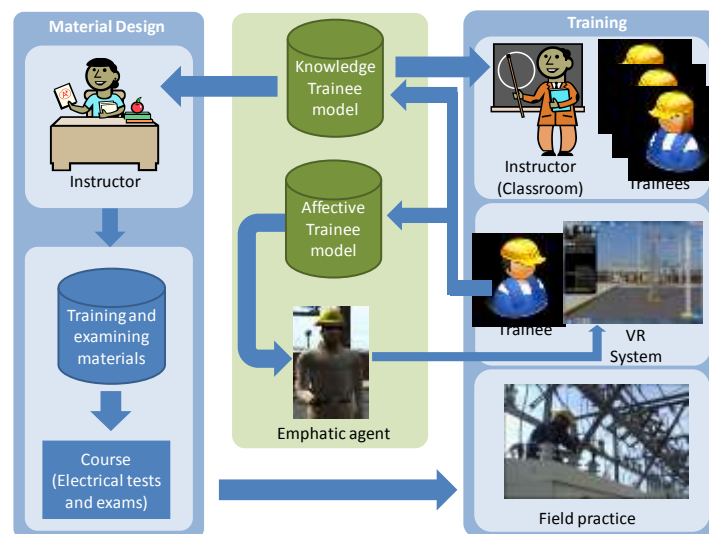 Material Design
Instructor
Training and
examining
materials
Course
(Electrical tests
and exams)
Knowledge
Trainee
model
Affective
Trainee
model
Emphatic agent
Training
Instructor
(Classroom)
Trainees
Trainee
VR
System
Field practice